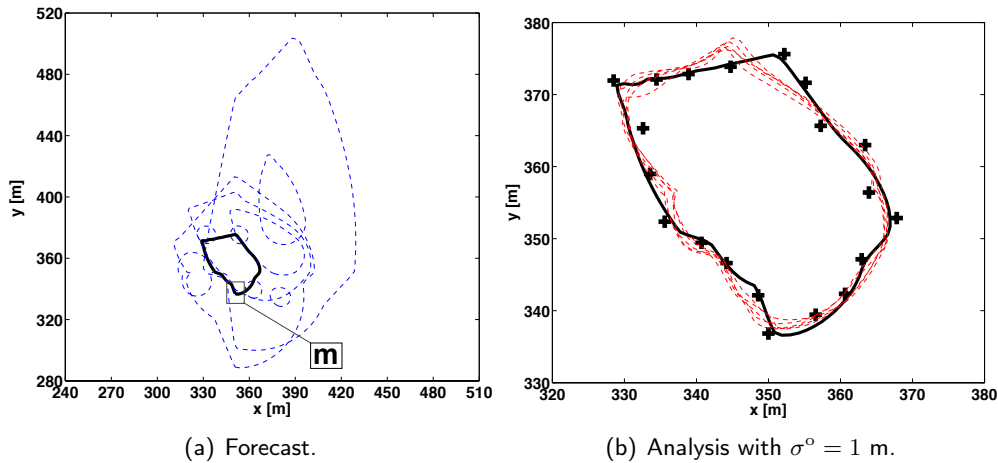 520
480
440
400
360
320
280
y [m]
240 270 300 330 360 390 420 450 480 510
x [m]
m
(a) Forecast.
380
370
360
350
340
330
y [m]
320 330 340 350 360 370 380
x [m]
(b) Analysis with σ° = 1 m.